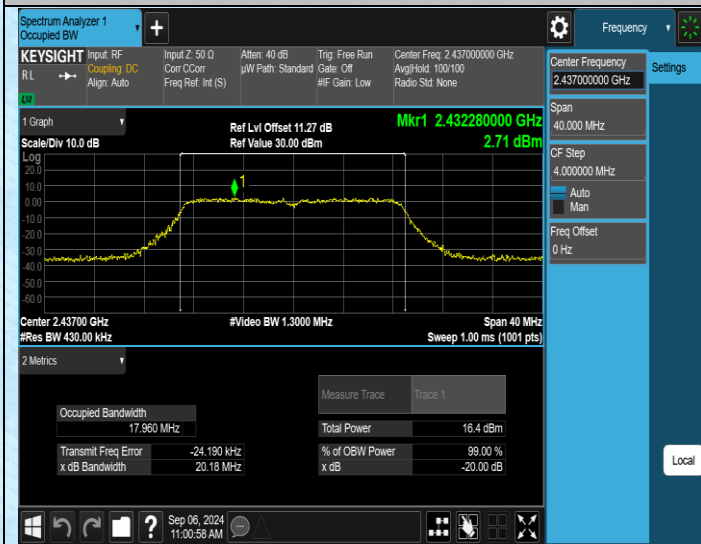 Spectrum Analyzer 1
Occupied BW
+
Frequency
KEYSIGHT
RL
LXI
Input: RF
Coupling: DC
Align: Auto
Input Z: 50 Ω
Corr CCorr
Freq Ref: Int (S)
Atten: 40 dB
µW Path: Standard
Trig: Free Run
Gate: Off
#IF Gain: Low
Center Freq: 2.437000000 GHz
Avg|Hold: 100/100
Radio Std: None
Center Frequency
2.437000000 GHz
Settings
Span
40.000 MHz
CF Step
4.000000 MHz
Auto
Man
Freq Offset
0 Hz
Local
1 Graph
Scale/Div 10.0 dB
Ref Lvl Offset 11.27 dB
Ref Value 30.00 dBm
Mkr1 2.432280000 GHz
2.71 dBm
Log
20.0
10.0
0.00
-10.0
-20.0
-30.0
-40.0
-50.0
-60.0
1
Center 2.43700 GHz
#Res BW 430.00 kHz
#Video BW 1.3000 MHz
Span 40 MHz
Sweep 1.00 ms (1001 pts)
2 Metrics
Measure Trace
Trace 1
Occupied Bandwidth
17.960 MHz
Total Power
16.4 dBm
Transmit Freq Error
-24.190 kHz
% of OBW Power
99.00 %
x dB Bandwidth
20.18 MHz
x dB
-20.00 dB
?
Sep 06, 2024
11:00:58 AM